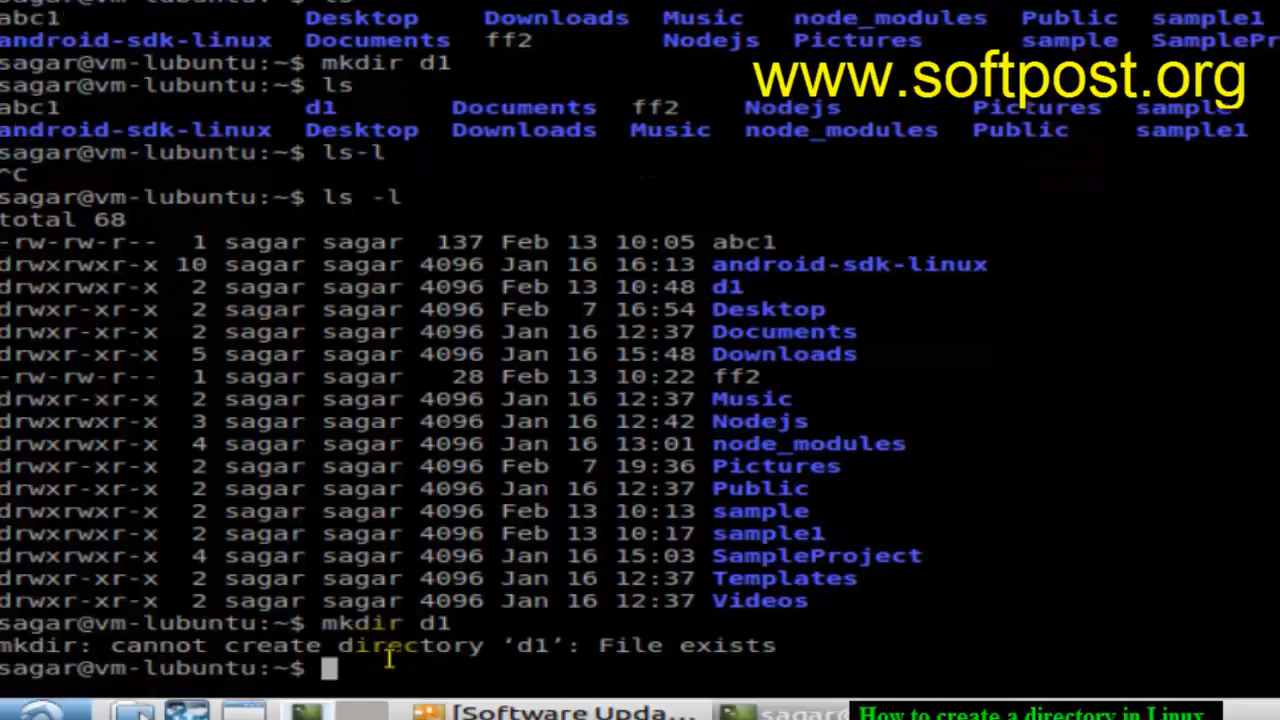 abc1 Desktop Downloads Music node_modules Public sample1
android-sdk-linux Documents ff2 Nodejs Pictures sample SamplePr
sagar@vm-lubuntu:~$ mkdir d1
www.softpost.org
sagar@vm-lubuntu:~$ ls
abc1 d1 Documents ff2 Nodejs Pictures sample
android-sdk-linux Desktop Downloads Music node_modules Public sample1
sagar@vm-lubuntu:~$ ls-l
^C
sagar@vm-lubuntu:~$ ls -l
total 68
-rw-rw-r-- 1 sagar sagar 137 Feb 13 10:05 abc1
drwxrwxr-x 10 sagar sagar 4096 Jan 16 16:13 android-sdk-linux
drwxrwxr-x 2 sagar sagar 4096 Feb 13 10:48 d1
drwxr-xr-x 2 sagar sagar 4096 Feb 7 16:54 Desktop
drwxr-xr-x 2 sagar sagar 4096 Jan 16 12:37 Documents
drwxr-xr-x 5 sagar sagar 4096 Jan 16 15:48 Downloads
-rw-rw-r-- 1 sagar sagar 28 Feb 13 10:22 ff2
drwxr-xr-x 2 sagar sagar 4096 Jan 16 12:37 Music
drwxrwxr-x 3 sagar sagar 4096 Jan 16 12:42 Nodejs
drwxrwxr-x 4 sagar sagar 4096 Jan 16 13:01 node_modules
drwxr-xr-x 2 sagar sagar 4096 Feb 7 19:36 Pictures
drwxr-xr-x 2 sagar sagar 4096 Jan 16 12:37 Public
drwxrwxr-x 2 sagar sagar 4096 Feb 13 10:13 sample
drwxrwxr-x 2 sagar sagar 4096 Feb 13 10:17 sample1
drwxrwxr-x 4 sagar sagar 4096 Jan 16 15:03 SampleProject
drwxr-xr-x 2 sagar sagar 4096 Jan 16 12:37 Templates
drwxr-xr-x 2 sagar sagar 4096 Jan 16 12:37 Videos
sagar@vm-lubuntu:~$ mkdir d1
mkdir: cannot create directory ‘d1’: File exists
sagar@vm-lubuntu:~$
[Software Upda... sagar@ How to create a directory in Linux